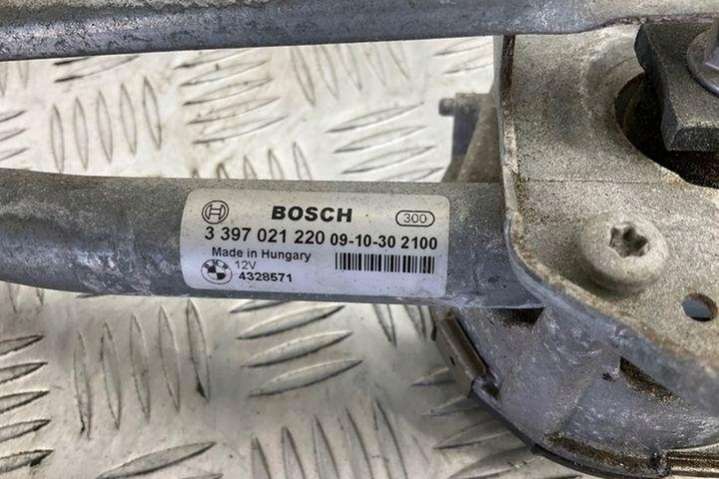 BOSCH 300
3 397 021 220 09-10-30 2100
Made in Hungary
12V
4328571